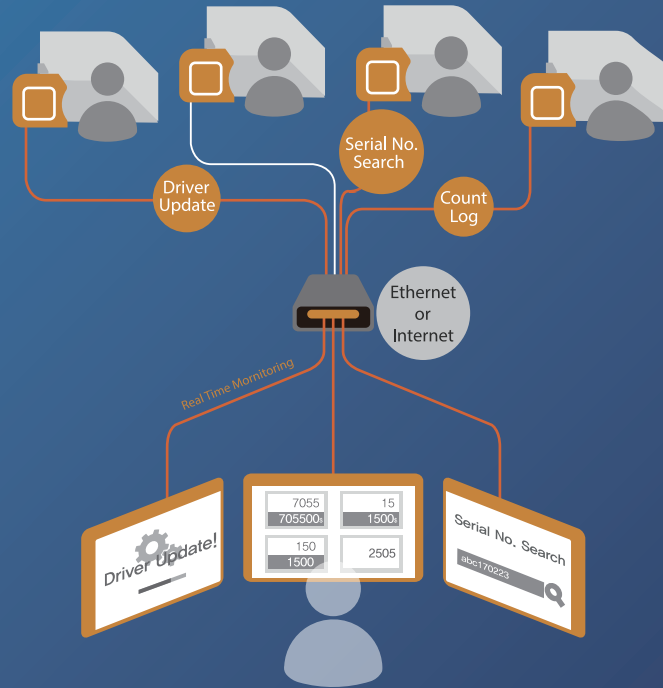 Serial No.
Search
Driver
Update
Count
Log
Ethernet
or
Internet
Real Time Mornitoring
7055
705500$
15
1500$
150
1500
2505
Driver Update!
Serial No. Search
abc170223